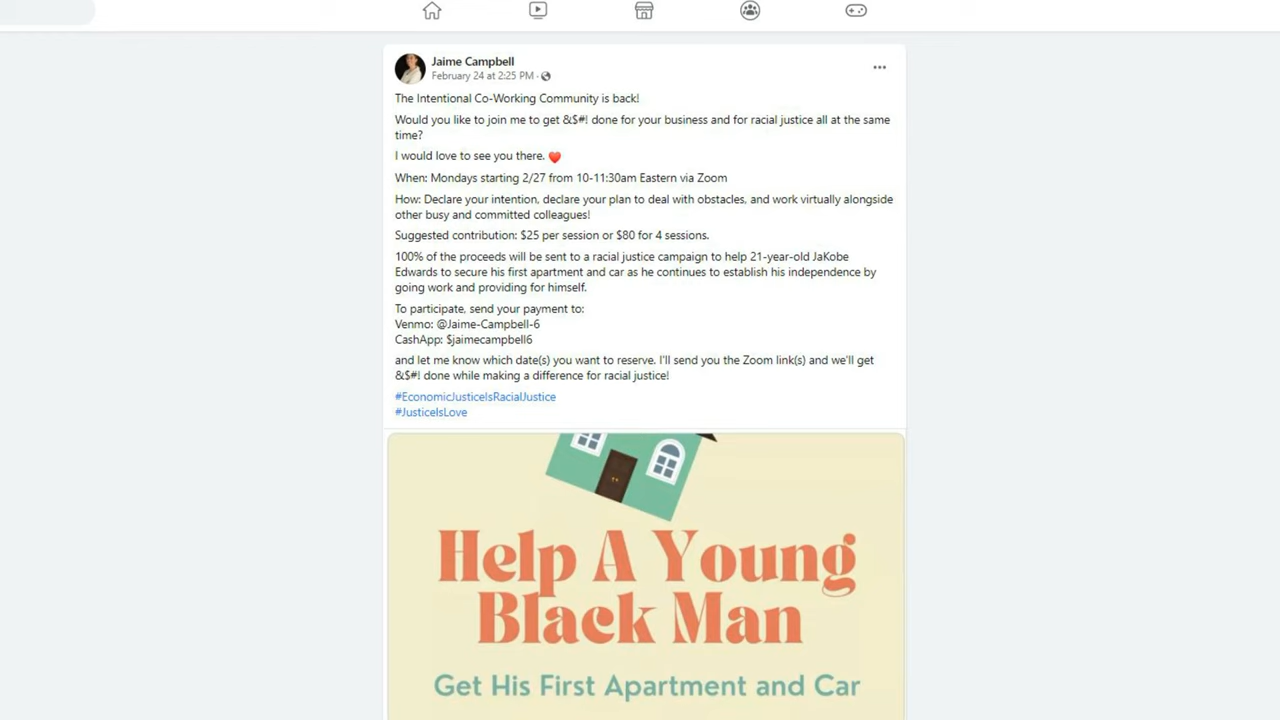 Jaime Campbell
February 24 at 2:25 PM ·
The Intentional Co-Working Community is back!
Would you like to join me to get &$#! done for your business and for racial justice all at the same
time?
I would love to see you there. ❤️
When: Mondays starting 2/27 from 10-11:30am Eastern via Zoom
How: Declare your intention, declare your plan to deal with obstacles, and work virtually alongside
other busy and committed colleagues!
Suggested contribution: $25 per session or $80 for 4 sessions.
100% of the proceeds will be sent to a racial justice campaign to help 21-year-old JaKobe
Edwards to secure his first apartment and car as he continues to establish his independence by
going work and providing for himself.
To participate, send your payment to:
Venmo: @Jaime-Campbell-6
CashApp: $jaimecampbell6
and let me know which date(s) you want to reserve. I'll send you the Zoom link(s) and we'll get
&$#! done while making a difference for racial justice!
#EconomicJusticeIsRacialJustice
#JusticeIsLove
Help A Young
Black Man
Get His First Apartment and Car